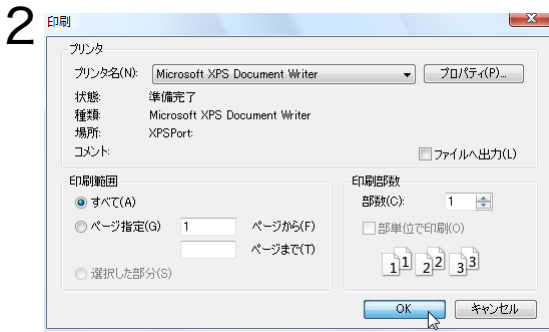 2
印刷
プリンタ
プリンタ名(N): Microsoft XPS Document Writer プロパティ(P)...
状態: 準備完了
種類: Microsoft XPS Document Writer
場所: XPSPort:
コメント: ファイルへ出力(L)
印刷範囲
すべて(A)
ページ指定(G) 1 ページから(F)
ページまで(T)
選択した部分(S)
印刷部数
部数(C): 1
部単位で印刷(O)
1 1 2 2 3 3
OK キャンセル